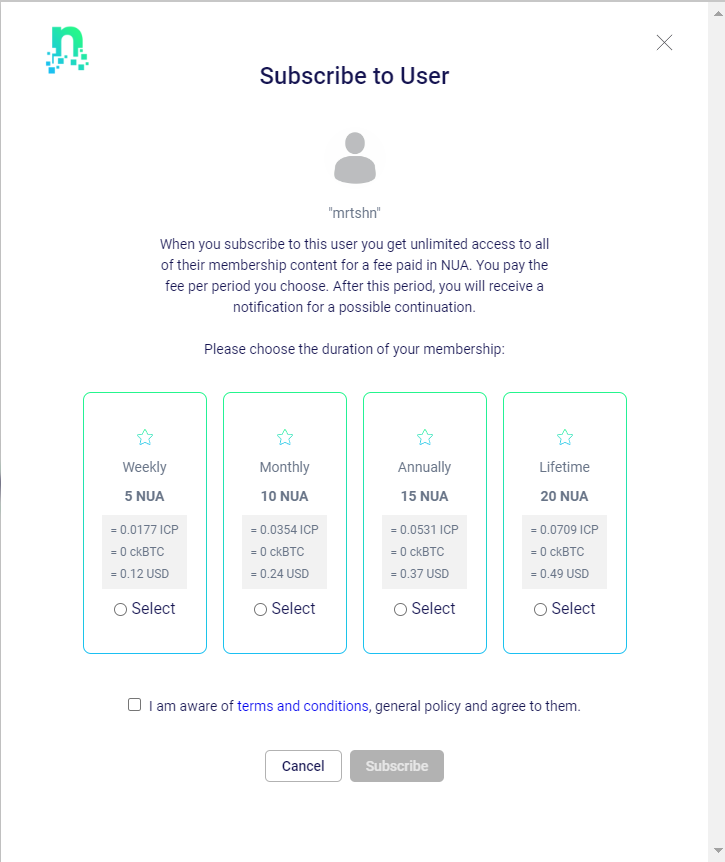 n
Subscribe to User
"mrtshn"
When you subscribe to this user you get unlimited access to all
of their membership content for a fee paid in NUA. You pay the
fee per period you choose. After this period, you will receive a
notification for a possible continuation.
Please choose the duration of your membership:
Weekly
5 NUA
= 0.0177 ICP
= 0 ckBTC
= 0.12 USD
Select
Monthly
10 NUA
= 0.0354 ICP
= 0 ckBTC
= 0.24 USD
Select
Annually
15 NUA
= 0.0531 ICP
= 0 ckBTC
= 0.37 USD
Select
Lifetime
20 NUA
= 0.0709 ICP
= 0 ckBTC
= 0.49 USD
Select
I am aware of terms and conditions, general policy and agree to them.
Cancel
Subscribe